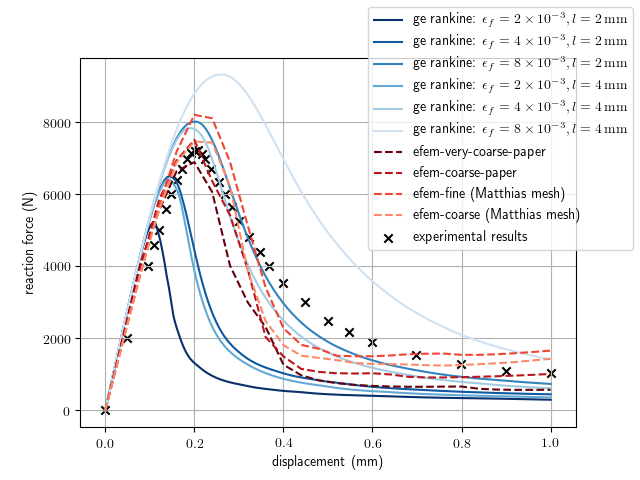 ge rankine: $\epsilon_f = 2 \times 10^{-3}, l = 2\,\mathrm{mm}$
ge rankine: $\epsilon_f = 4 \times 10^{-3}, l = 2\,\mathrm{mm}$
ge rankine: $\epsilon_f = 8 \times 10^{-3}, l = 2\,\mathrm{mm}$
ge rankine: $\epsilon_f = 2 \times 10^{-3}, l = 4\,\mathrm{mm}$
ge rankine: $\epsilon_f = 4 \times 10^{-3}, l = 4\,\mathrm{mm}$
ge rankine: $\epsilon_f = 8 \times 10^{-3}, l = 4\,\mathrm{mm}$
efem-very-coarse-paper
efem-coarse-paper
efem-fine (Matthias mesh)
efem-coarse (Matthias mesh)
experimental results
reaction force (N)
8000
6000
4000
2000
0
0.0 0.2 0.4 0.6 0.8 1.0
displacement (mm)